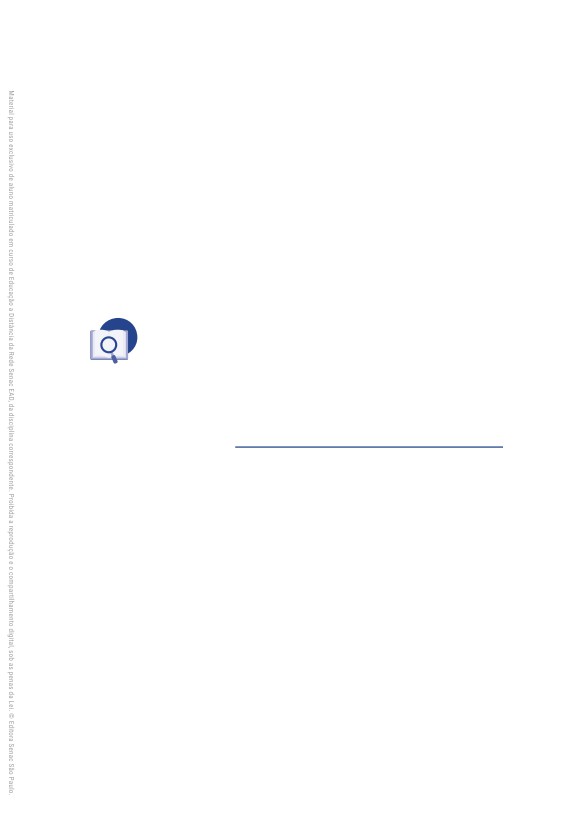 Material para uso exclusivo de aluno matriculado em curso de Educação a Distância da Rede Senac EAD, da disciplina correspondente. Proibida a reprodução e o compartilhamento digital, sob as penas da Lei. © Editora Senac São Paulo.